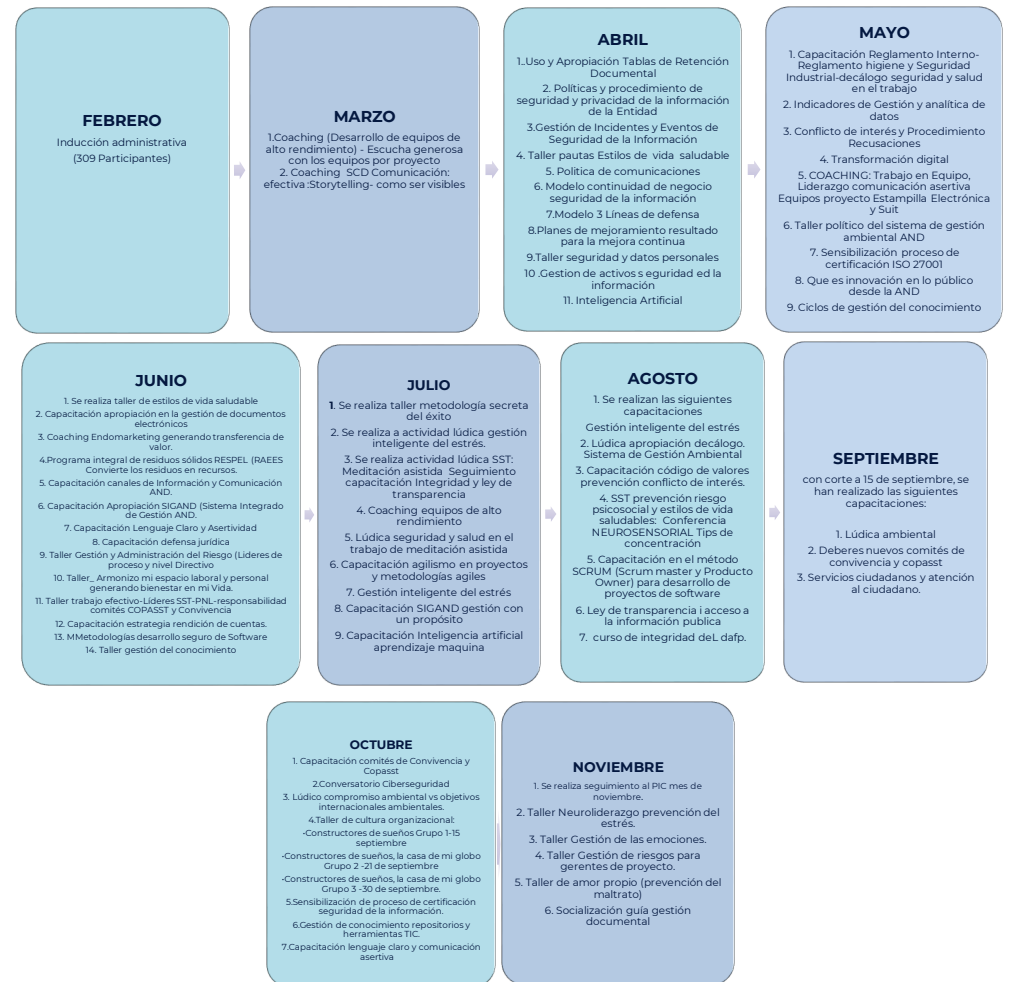 FEBRERO
Inducción administrativa
(309 Participantes)
MARZO
1.Coaching (Desarrollo de equipos de
alto rendimiento) - Escucha generosa
con los equipos por proyecto
2. Coaching SCD Comunicación:
efectiva :Storytelling- como ser visibles
ABRIL
1..Uso y Apropiación Tablas de Retención
Documental
2. Políticas y procedimiento de
seguridad y privacidad de la información
de la Entidad
3.Gestión de Incidentes y Eventos de
Seguridad de la Información
4. Taller pautas Estilos de vida saludable
5. Politica de comunicaciones
6. Modelo continuidad de negocio
seguridad de la información
7.Modelo 3 Líneas de defensa
8.Planes de mejoramiento resultado
para la mejora continua
9.Taller seguridad y datos personales
10 .Gestion de activos s eguridad ed la
información
11. Inteligencia Artificial
MAYO
1. Capacitación Reglamento Interno-
Reglamento higiene y Seguridad
Industrial-decálogo seguridad y salud
en el trabajo
2. Indicadores de Gestión y analítica de
datos
3. Conflicto de interés y Procedimiento
Recusaciones
4. Transformación digital
5. COACHING: Trabajo en Equipo,
Liderazgo comunicación asertiva
Equipos proyecto Estampilla Electrónica
y Suit
6. Taller político del sistema de gestión
ambiental AND
7. Sensibilización proceso de
certificación ISO 27001
8. Que es innovación en lo público
desde la AND
9. Ciclos de gestión del conocimiento
JUNIO
1. Se realiza taller de estilos de vida saludable
2. Capacitación apropiación en la gestión de documentos
electrónicos
3. Coaching Endomarketing generando transferencia de
valor.
4.Programa integral de residuos sólidos RESPEL (RAEES
Convierte los residuos en recursos.
5. Capacitación canales de Información y Comunicación
AND.
6. Capacitación Apropiación SIGAND (Sistema Integrado
de Gestión AND.
7. Capacitación Lenguaje Claro y Asertividad
8. Capacitación defensa jurídica
9. Taller Gestión y Administración del Riesgo (Líderes de
proceso y nivel Directivo
10. Taller_ Armonizo mi espacio laboral y personal
generando bienestar en mi Vida.
11. Taller trabajo efectivo-Líderes SST-PNL-responsabilidad
comités COPASST y Convivencia
12. Capacitación estrategia rendición de cuentas.
13. MMetodologías desarrollo seguro de Software
14. Taller gestión del conocimiento
JULIO
1. Se realiza taller metodología secreta
del éxito
2. Se realiza a actividad lúdica gestión
inteligente del estrés.
3. Se realiza actividad lúdica SST:
Meditación asistida Seguimiento
capacitación Integridad y ley de
transparencia
4. Coaching equipos de alto
rendimiento
5. Lúdica seguridad y salud en el
trabajo de meditación asistida
6. Capacitación agilismo en proyectos
y metodologías agiles
7. Gestión inteligente del estrés
8. Capacitación SIGAND gestión con
un propósito
9. Capacitación Inteligencia artificial
aprendizaje maquina
AGOSTO
1. Se realizan las siguientes
capacitaciones
Gestión inteligente del estrés
2. Lúdica apropiación decálogo.
Sistema de Gestión Ambiental
3. Capacitación código de valores
prevención conflicto de interés.
4. SST prevención riesgo
psicosocial y estilos de vida
saludables: Conferencia
NEUROSENSORIAL Tips de
concentración
5. Capacitación en el método
SCRUM (Scrum master y Producto
Owner) para desarrollo de
proyectos de software
6. Ley de transparencia i acceso a
la información publica
7. curso de integridad deL dafp.
SEPTIEMBRE
con corte a 15 de septiembre, se
han realizado las siguientes
capacitaciones:
1. Lúdica ambiental
2. Deberes nuevos comités de
convivencia y copasst
3. Servicios ciudadanos y atención
al ciudadano.
OCTUBRE
1. Capacitación comités de Convivencia y
Copasst
2.Conversatorio Ciberseguridad
3. Lúdico compromiso ambiental vs objetivos
internacionales ambientales.
4.Taller de cultura organizacional:
-Constructores de sueños Grupo 1-15
septiembre
-Constructores de sueños, la casa de mi globo
Grupo 2 -21 de septiembre
-Constructores de sueños, la casa de mi globo
Grupo 3 -30 de septiembre.
5.Sensibilización de proceso de certificación
seguridad de la información.
6.Gestión de conocimiento repositorios y
herramientas TIC.
7.Capacitación lenguaje claro y comunicación
asertiva
NOVIEMBRE
1. Se realiza seguimiento al PIC mes de
noviembre.
2. Taller Neuroliderazgo prevención del
estrés.
3. Taller Gestión de las emociones.
4. Taller Gestión de riesgos para
gerentes de proyecto.
5. Taller de amor propio (prevención del
maltrato)
6. Socialización guía gestión
documental